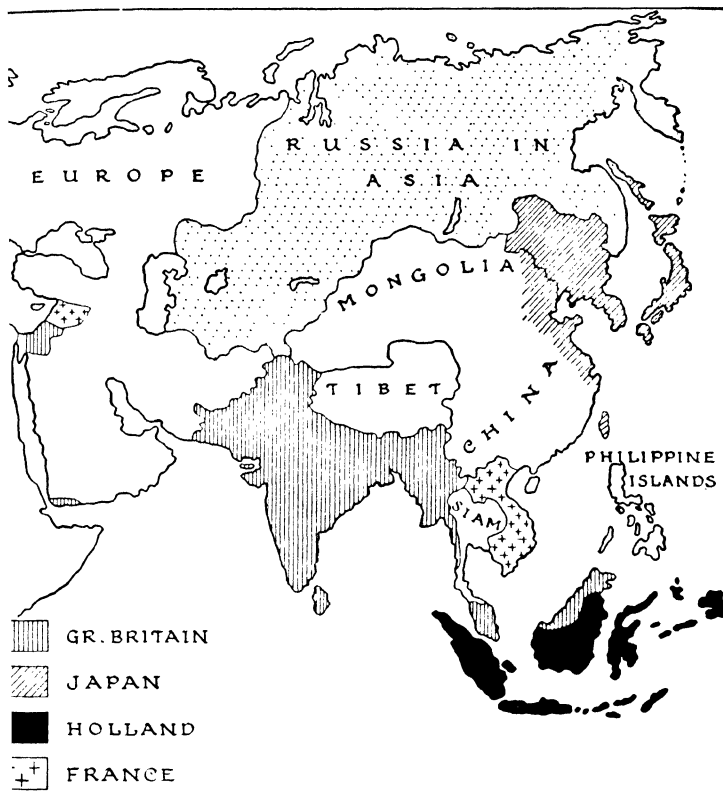 RUSSIA IN
ASIA
EUROPE
MONGOLIA
TIBET
CHINA
PHILIPPINE
ISLANDS
SIAM
GR. BRITAIN
JAPAN
HOLLAND
FRANCE